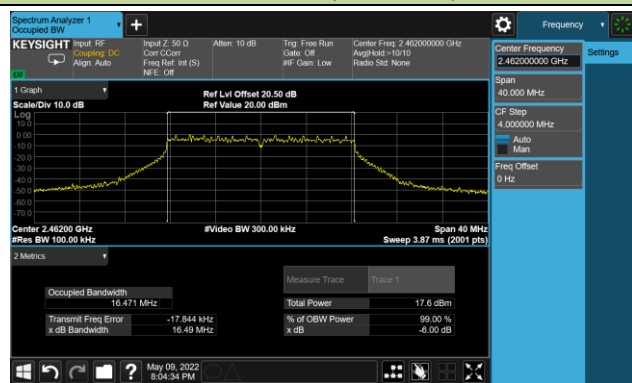 Spectrum Analyzer 1
Occupied BW
+
Frequency
KEYSIGHT
Input: RF
Coupling: DC
Align: Auto
Input Z: 50 Ω
Corr CCorr
Freq Ref: Int (S)
NFE: Off
Atten: 10 dB
Trig: Free Run
Gate: Off
#IF Gain: Low
Center Freq: 2.462000000 GHz
Avg|Hold:>10/10
Radio Std: None
Center Frequency
2.462000000 GHz
Settings
Span
40.000 MHz
CF Step
4.000000 MHz
Auto
Man
Freq Offset
0 Hz
1 Graph
Scale/Div 10.0 dB
Ref Lvl Offset 20.50 dB
Ref Value 20.00 dBm
Log
10.0
0.00
-10.0
-20.0
-30.0
-40.0
-50.0
-60.0
-70.0
Center 2.46200 GHz
#Res BW 100.00 kHz
#Video BW 300.00 kHz
Span 40 MHz
Sweep 3.87 ms (2001 pts)
2 Metrics
Measure Trace
Trace 1
Occupied Bandwidth
16.471 MHz
Total Power
17.6 dBm
Transmit Freq Error
-17.844 kHz
% of OBW Power
99.00 %
x dB Bandwidth
16.49 MHz
x dB
-6.00 dB
?
May 09, 2022
8:04:34 PM